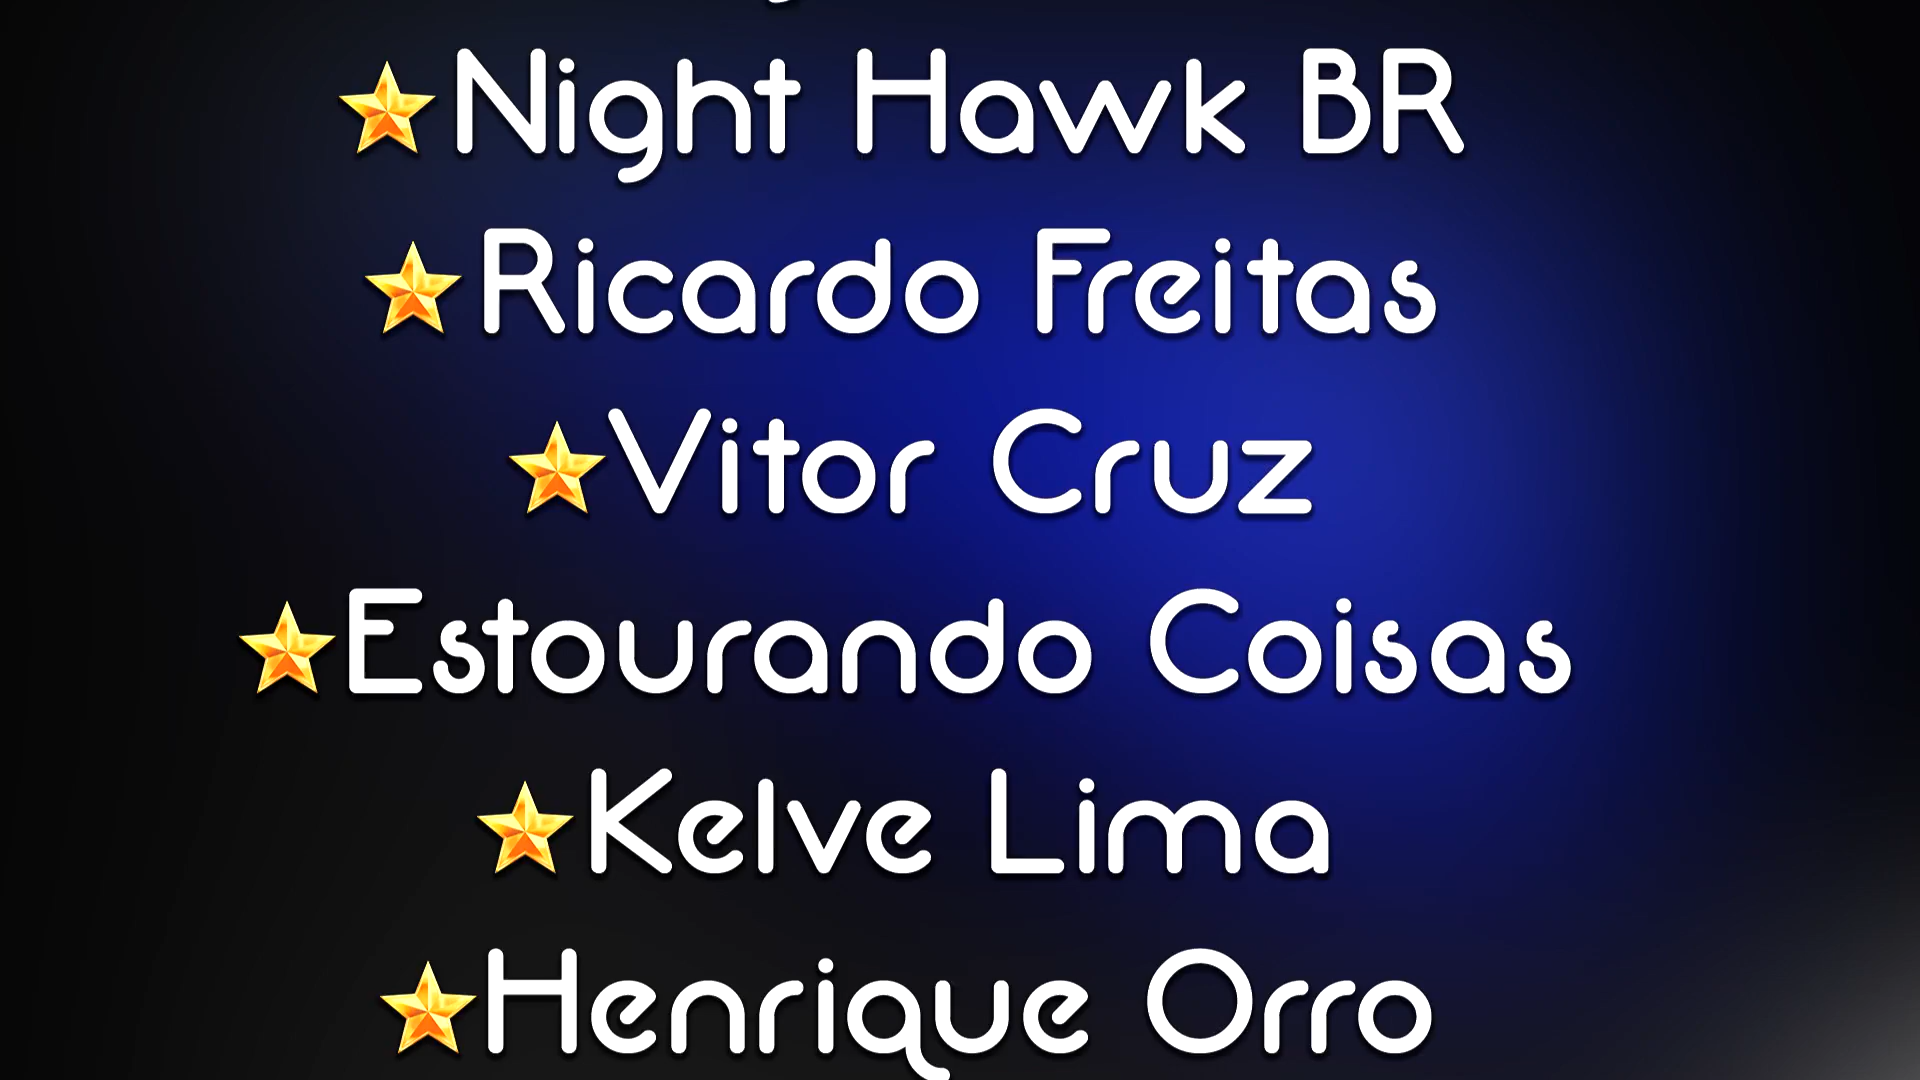 Night Hawk BR
Ricardo Freitas
Vitor Cruz
Estourando Coisas
Kelve Lima
Henrique Orro